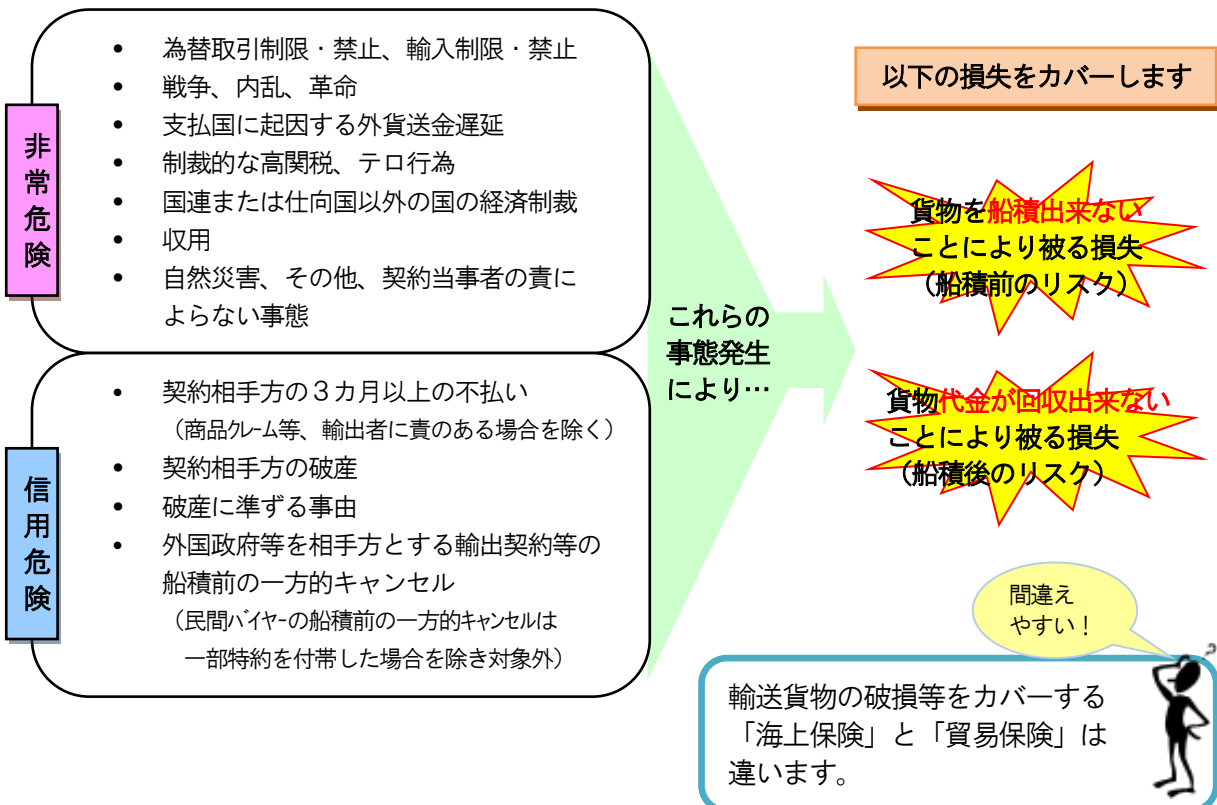 非常危険
• 為替取引制限・禁止、輸入制限・禁止
• 戦争、内乱、革命
• 支払国に起因する外貨送金遅延
• 制裁的な高関税、テロ行為
• 国連または仕向国以外の国の経済制裁
• 収用
• 自然災害、その他、契約当事者の責に
よらない事態
信用危険
• 契約相手方の３カ月以上の不払い
（商品ｸﾚｰﾑ等、輸出者に責のある場合を除く）
• 契約相手方の破産
• 破産に準ずる事由
• 外国政府等を相手方とする輸出契約等の
船積前の一方的キャンセル
（民間ﾊﾞｲﾔｰの船積前の一方的ｷｬﾝｾﾙは
一部特約を付帯した場合を除き対象外）
これらの
事態発生
により…
以下の損失をカバーします
貨物を船積出来ない
ことにより被る損失
（船積前のリスク）
貨物代金が回収出来ない
ことにより被る損失
（船積後のリスク）
間違え
やすい！
?
輸送貨物の破損等をカバーする
「海上保険」と「貿易保険」は
違います。